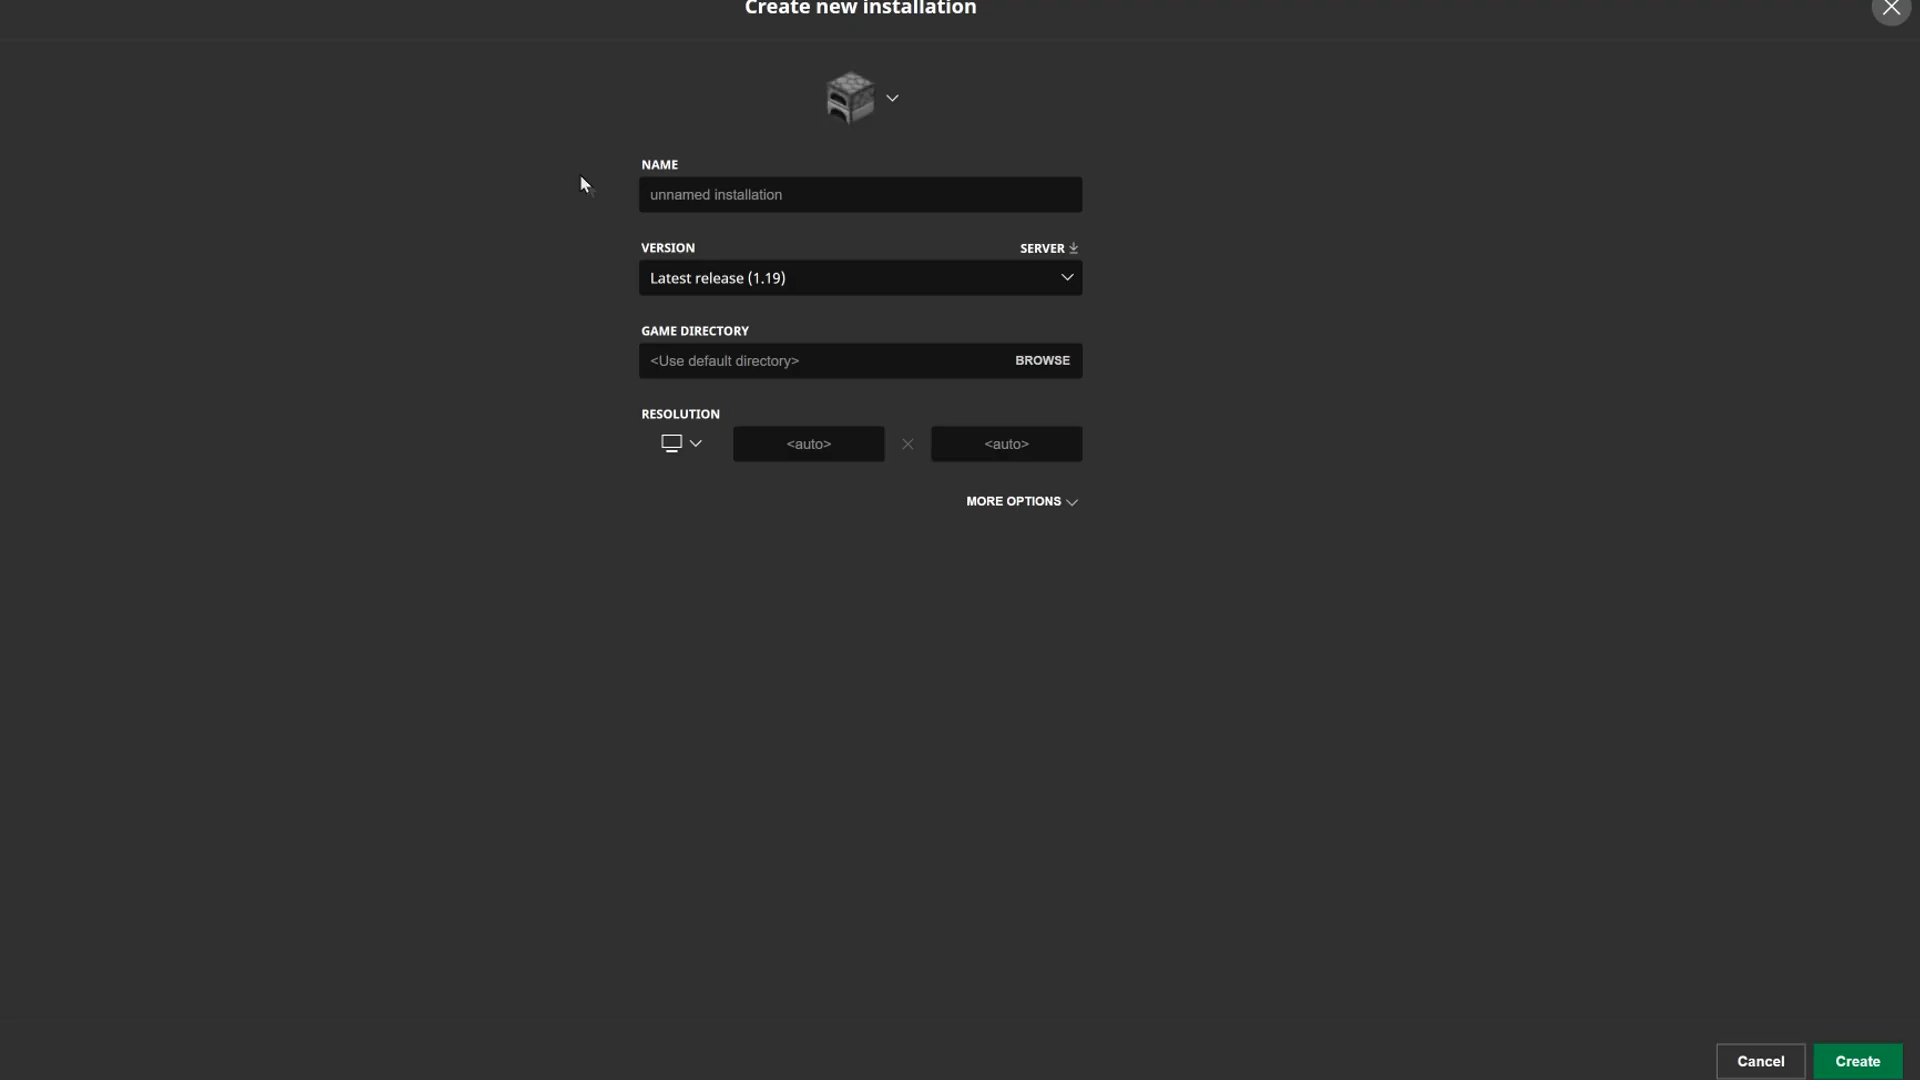 Create new installation
NAME
unnamed installation
VERSION
SERVER
Latest release (1.19)
GAME DIRECTORY
<Use default directory>
BROWSE
RESOLUTION
<auto>
<auto>
MORE OPTIONS
Cancel
Create